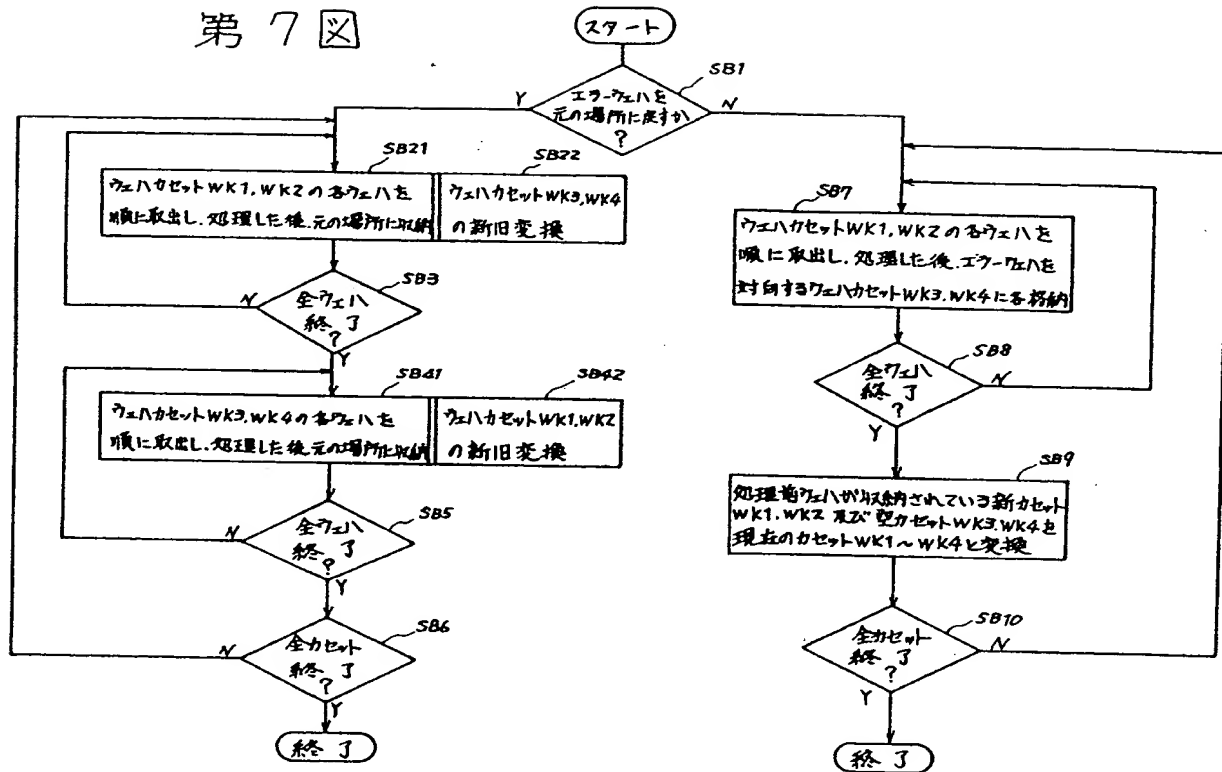 第7図
スタート
SB1
エラーウェハを
元の場所に戻すか
?
Y
N
SB21
ウェハカセットWK1,WK2の各ウェハを
順に取出し.処理した後.元の場所に収納
SB22
ウェハカセットWK3,WK4
の新旧変換
SB3
全ウェハ
終了
?
N
Y
SB41
ウェハカセットWK3,WK4の各ウェハを
順に取出し.処理した後.元の場所に収納
SB42
ウェハカセットWK1,WK2
の新旧変換
SB5
全ウェハ
終了
?
N
Y
SB6
全カセット
終了
?
N
Y
終了
SB7
ウェハカセットWK1,WK2の各ウェハを
順に取出し.処理した後.エラーウェハを
対向するウェハカセットWK3.WK4に各格納
SB8
全ウェハ
終了
?
N
Y
SB9
処理前ウェハが収納されている新カセット
WK1.WK2及び空カセットWK3.WK4を
現在のカセットWK1~WK4と変換
SB10
全カセット
終了
?
N
Y
終了